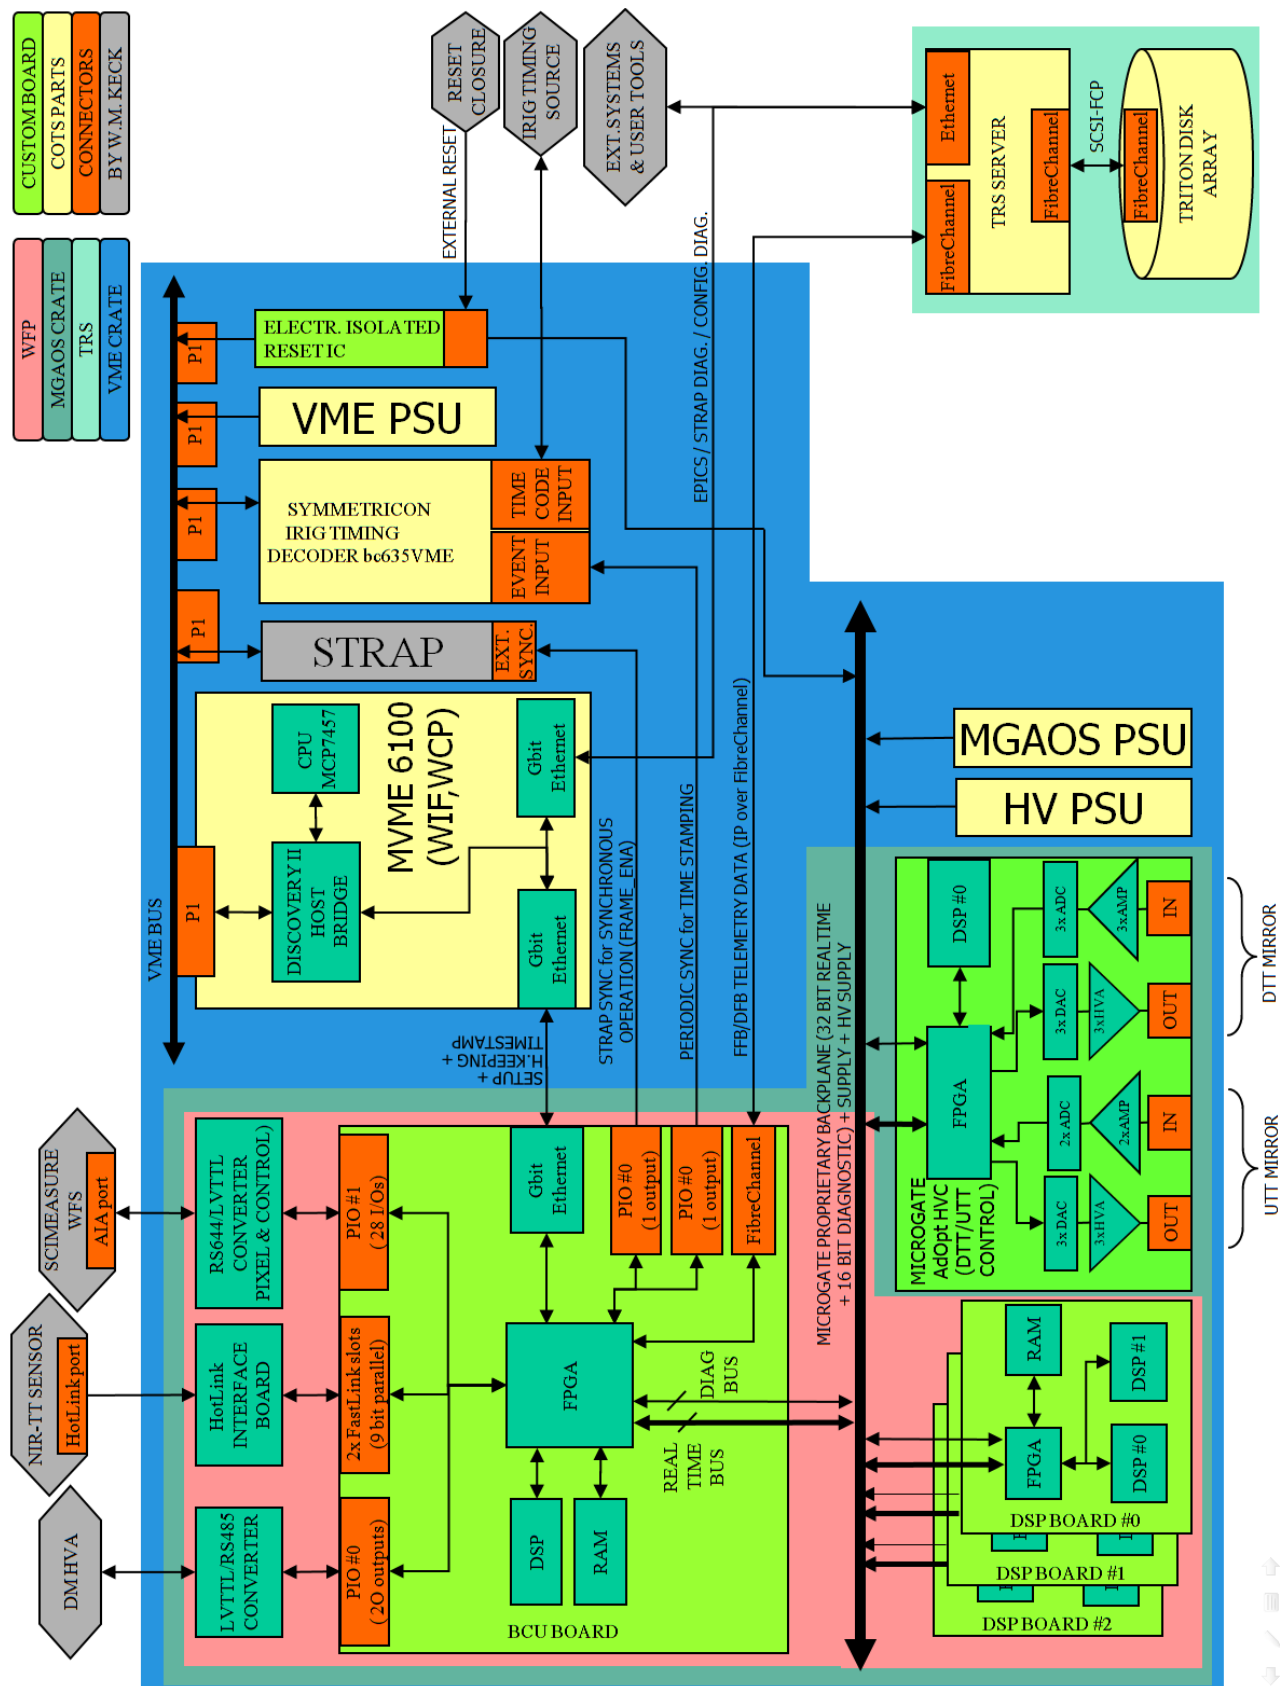 CUSTOM BOARD
COTS PARTS
CONNECTORS
BY W.M. KECK
WFP
MGAOS CRATE
TRS
VME CRATE
RESET
CLOSURE
IRIG TIMING
SOURCE
EXT.SYSTEMS
& USER TOOLS
EXTERNAL RESET
Ethernet
FibreChannel
TRS SERVER
FibreChannel
SCSI-FCP
FibreChannel
TRITON DISK
ARRAY
VME BUS
P1
ELECTR. ISOLATED
RESET IC
P1
VME PSU
P1
SYMMETRICON
IRIG TIMING
DECODER bc635VME
TIME
CODE
INPUT
EVENT
INPUT
P1
STRAP
EXT.
SYNC.
P1
CPU
MCP7457
DISCOVERY II
HOST
BRIDGE
MVME 6100
(WIF,WCP)
Gbit
Ethernet
Gbit
Ethernet
EPICS / STRAP DIAG. / CONFIG. DIAG.
SETUP +
H.KEEPING +
TIMESTAMP
STRAP SYNC for SYNCHRONOUS
OPERATION (FRAME_ENA)
PERIODIC SYNC for TIME STAMPING
FFB/DFB TELEMETRY DATA (IP over FibreChannel)
MICROGATE PROPRIETARY BACKPLANE (32 BIT REAL TIME
+ 16 BIT DIAGNOSTIC) + SUPPLY + HV SUPPLY
MGAOS PSU
HV PSU
DSP #0
FPGA
3x ADC
3xAMP
IN
3x DAC
3xHVA
OUT
2x ADC
2xAMP
IN
3x DAC
3xHVA
OUT
MICROGATE
AdOpt HVC
(DTT/UTT
CONTROL)
DTT MIRROR
UTT MIRROR
SCIMEASURE
WFS
AIA port
NIR-TT SENSOR
HotLink port
DM HVA
RS644/LVTTL
CONVERTER
PIXEL & CONTROL
HotLink
INTERFACE
BOARD
LVTTL/RS485
CONVERTER
PIO #1
( 28 I/Os)
2x FastLink slots
(9 bit parallel)
PIO #0
( 2O outputs)
Gbit
Ethernet
PIO #0
(1 output)
PIO #0
(1 output)
FibreChannel
FPGA
DSP
RAM
BCU BOARD
DIAG
BUS
REAL
TIME
BUS
RAM
FPGA
DSP #1
DSP #0
DSP BOARD #0
DSP BOARD #1
DSP BOARD #2